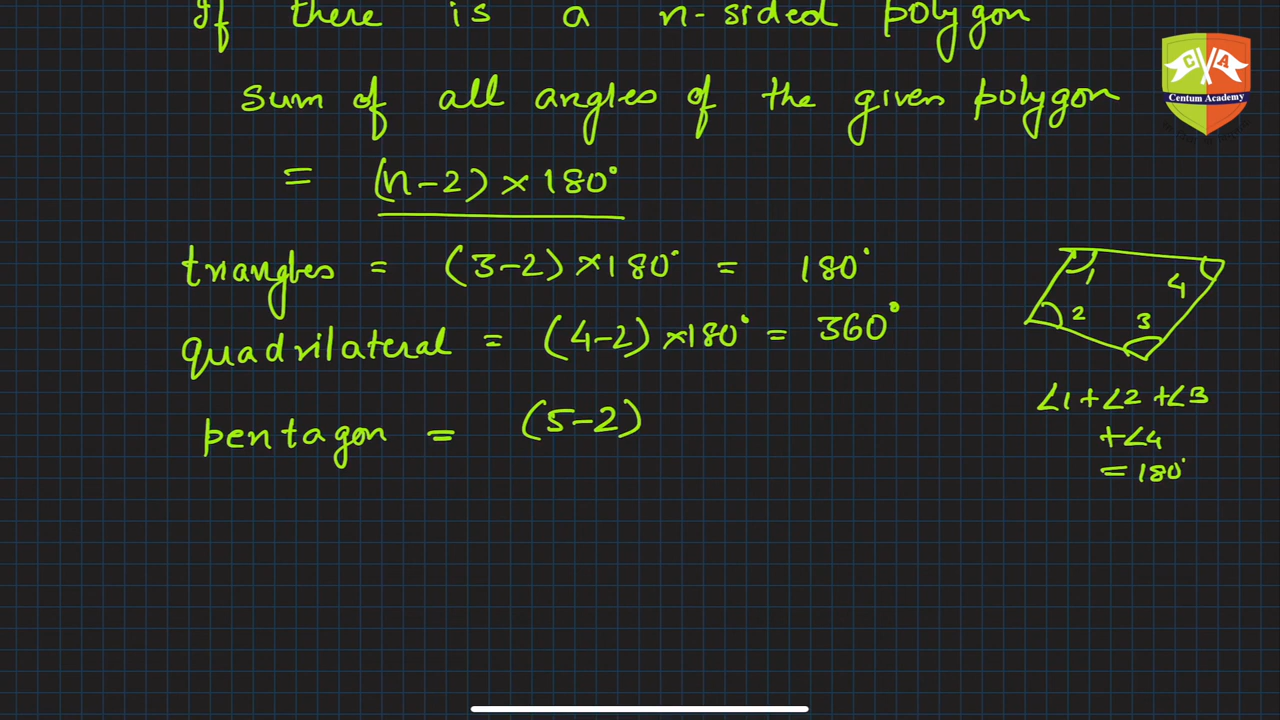 If there is a n-sided polygon
sum of all angles of the given polygon
= (n-2) × 180°
triangles = (3-2) × 180° = 180°
quadrilateral = (4-2) × 180° = 360°
pentagon = (5-2)
1
2
3
4
∠1 + ∠2 + ∠3
+ ∠4
= 180°
CA
Centum Academy